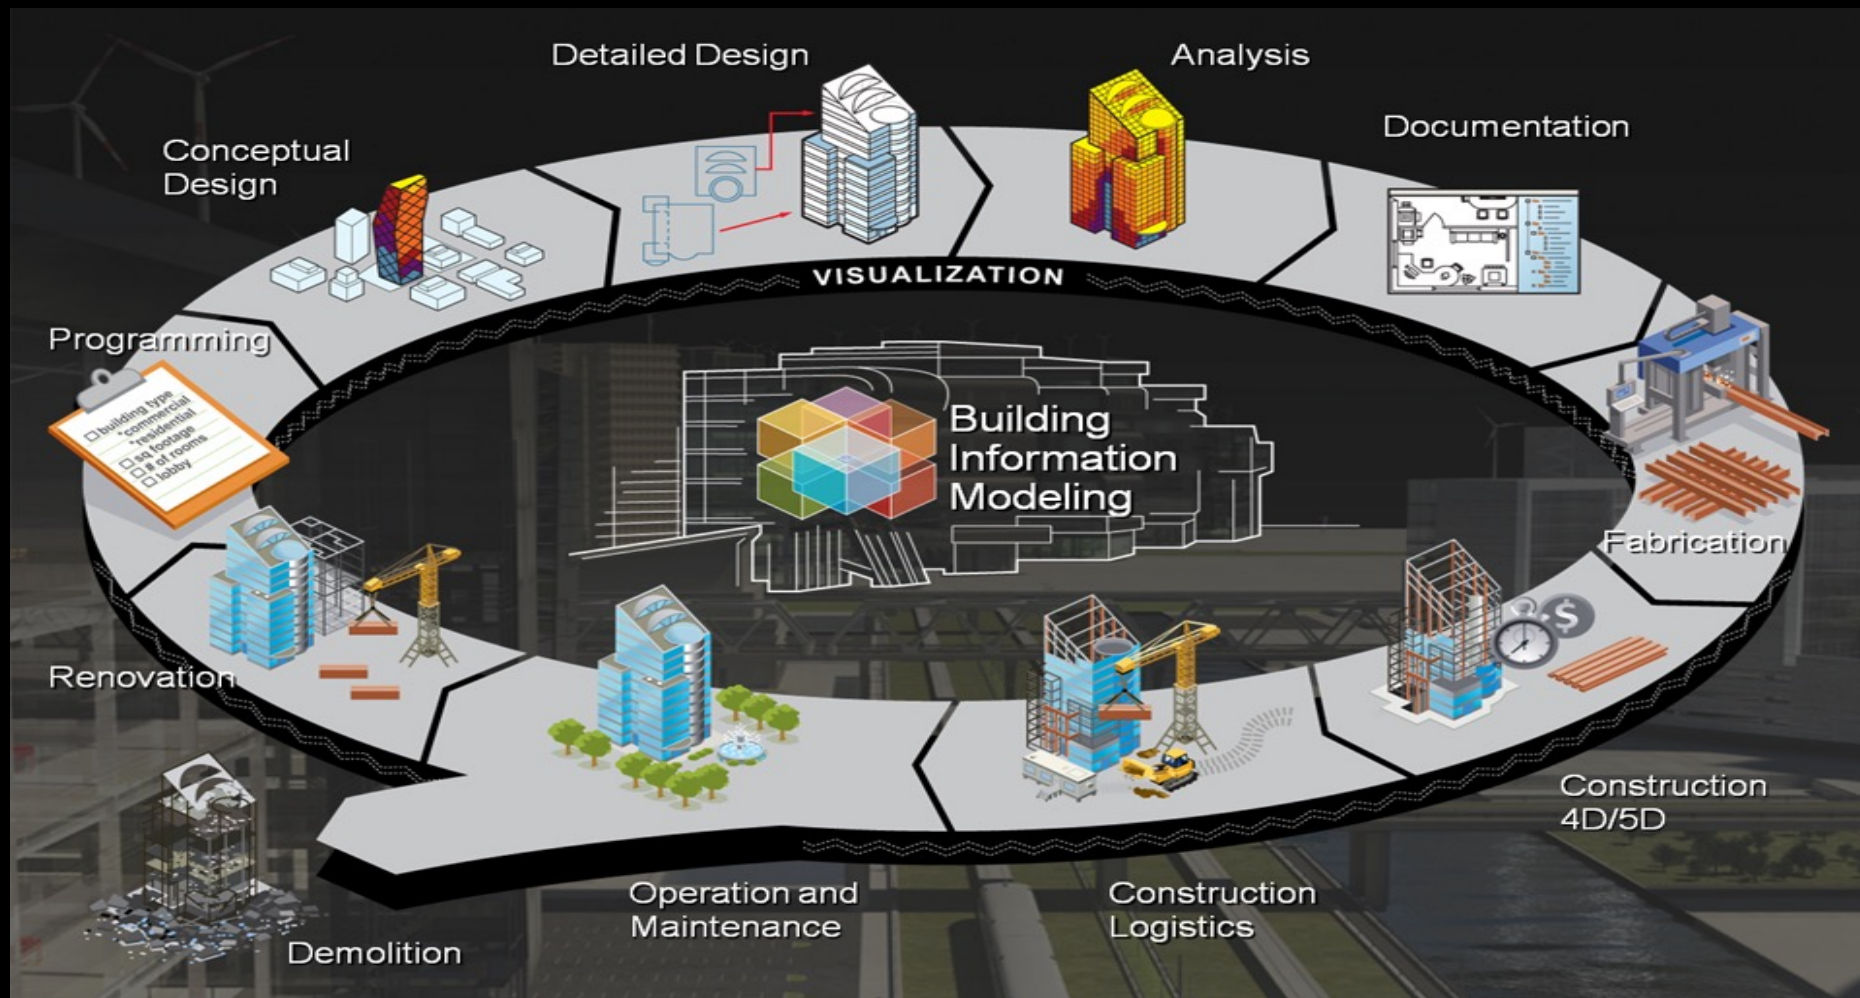 Detailed Design
Analysis
Documentation
Conceptual
Design
VISUALIZATION
Programming
building type
*commercial
*residential
sq footage
# of rooms
lobby
Building
Information
Modeling
$
Fabrication
Renovation
Construction
4D/5D
Operation and
Maintenance
Construction
Logistics
Demolition